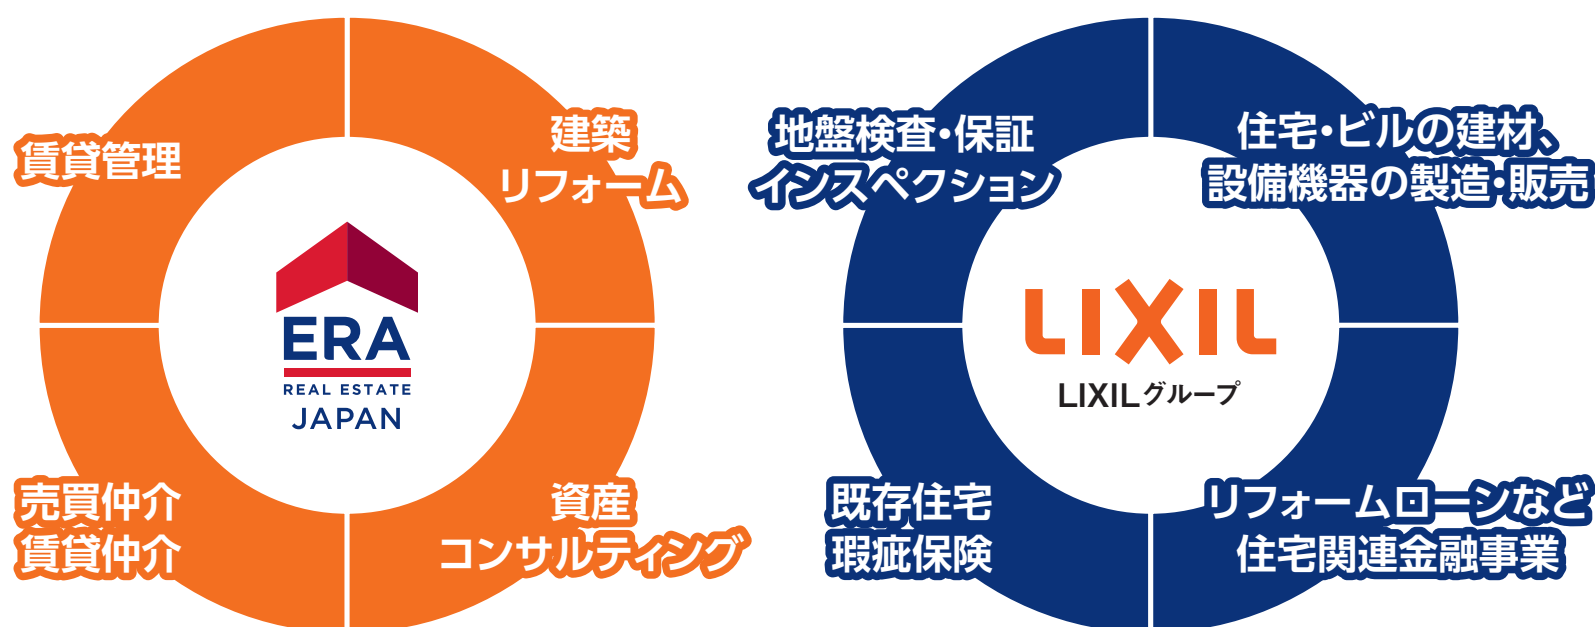 賃貸管理
建築
リフォーム
ERA
REAL ESTATE
JAPAN
売買仲介
賃貸仲介
資産
コンサルティング
地盤検査・保証
インスペクション
住宅・ビルの建材、
設備機器の製造・販売
LIXIL
LIXILグループ
既存住宅
瑕疵保険
リフォームローンなど
住宅関連金融事業